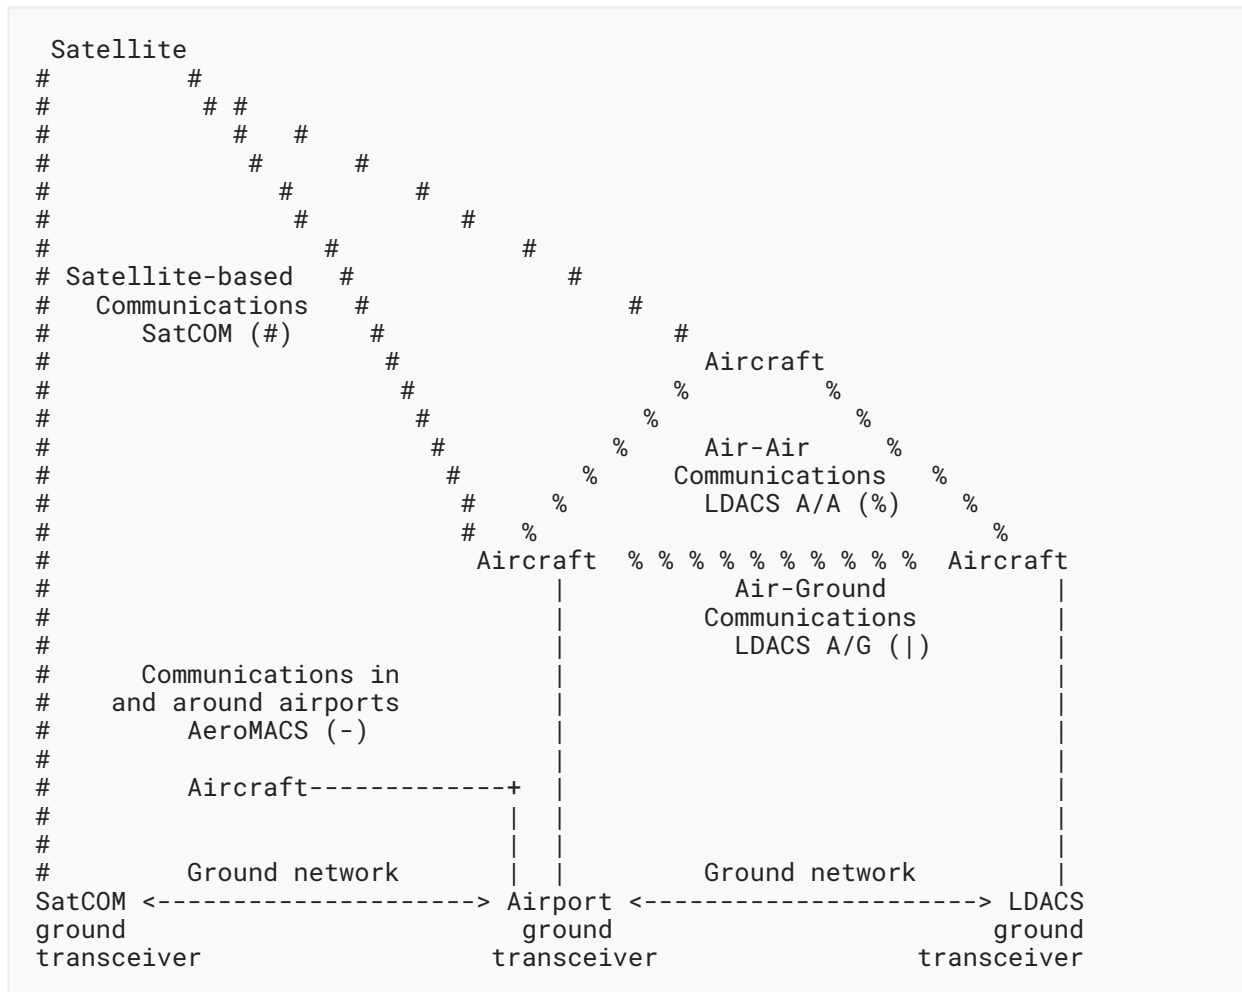 Satellite
#         #
#          # #
#            #   #
#             #      #
#               #        #
#                #          #
#                  #            #
# Satellite-based   #              #
#   Communications   #                 #
#      SatCOM (#)     #                   #
#                      #                    Aircraft
#                       #                 %         %
#                        #              %             %
#                         #           %     Air-Air     %
#                          #        %     Communications   %
#                           #     %         LDACS A/A (%)    %
#                           #   %                              %
#                            Aircraft  % % % % % % % % % %  Aircraft
#                                 |           Air-Ground           |
#                                 |         Communications         |
#                                 |           LDACS A/G (|)        |
#      Communications in          |                                |
#    and around airports          |                                |
#         AeroMACS (-)            |                                |
#                                 |                                |
#         Aircraft-------------+  |                                |
#                              |  |                                |
#                              |  |                                |
#         Ground network       |  |         Ground network         |
SatCOM <---------------------> Airport <----------------------> LDACS
ground                          ground                         ground
transceiver                   transceiver                 transceiver